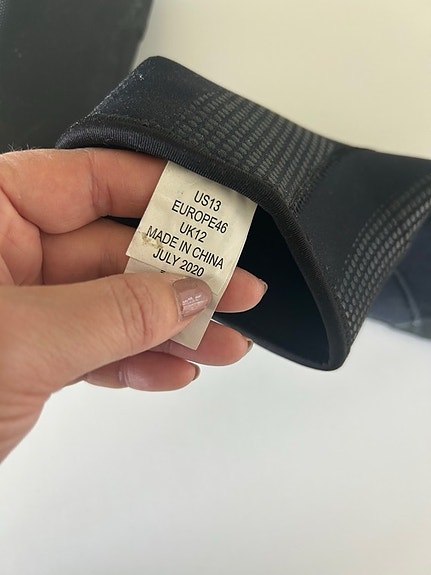 US13
EUROPE46
UK12
MADE IN CHINA
JULY 2020